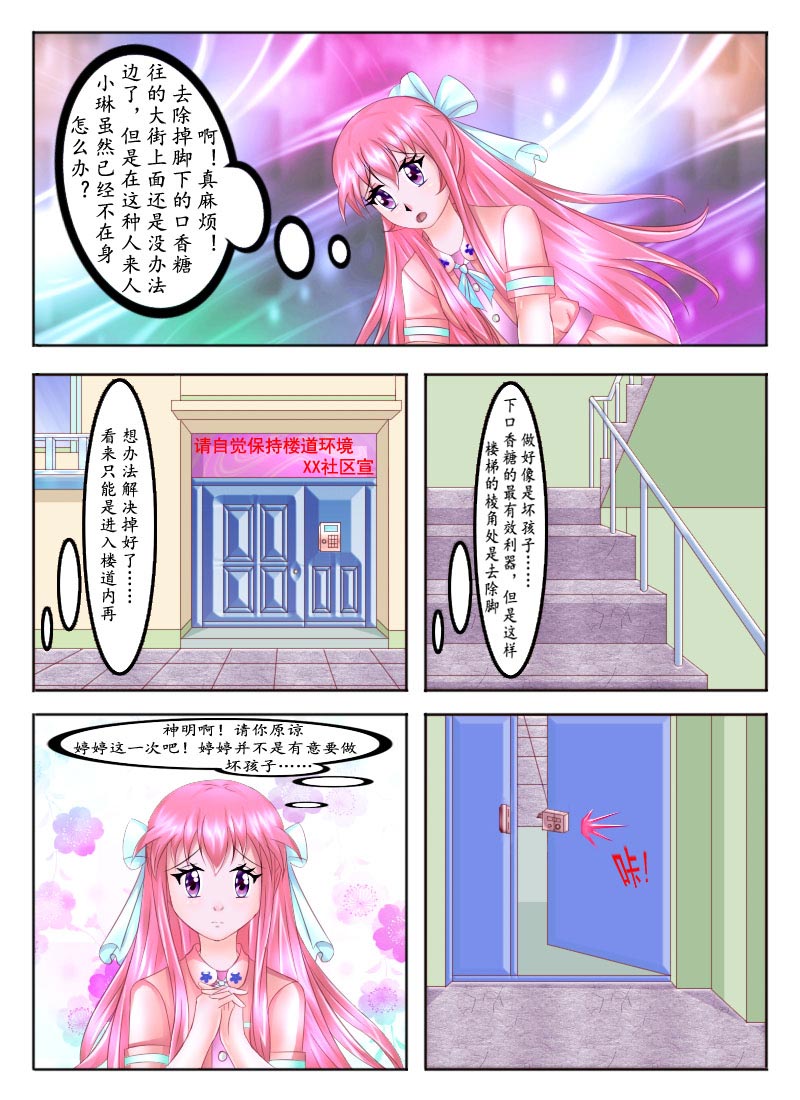 怎么办？
小琳虽然已经不在身
边了，但是在这种人来人
往的大街上面还是没办法
去除掉脚下的口香糖
啊！真麻烦！
看来只能是进入楼道内再
想办法解决掉好了……
请自觉保持楼道环境
XX社区宣
楼梯的棱角处是去除脚
下口香糖的最有效利器，但是这样
做好像是坏孩子……
神明啊！请你原谅
婷婷这一次吧！婷婷并不是有意要做
坏孩子……